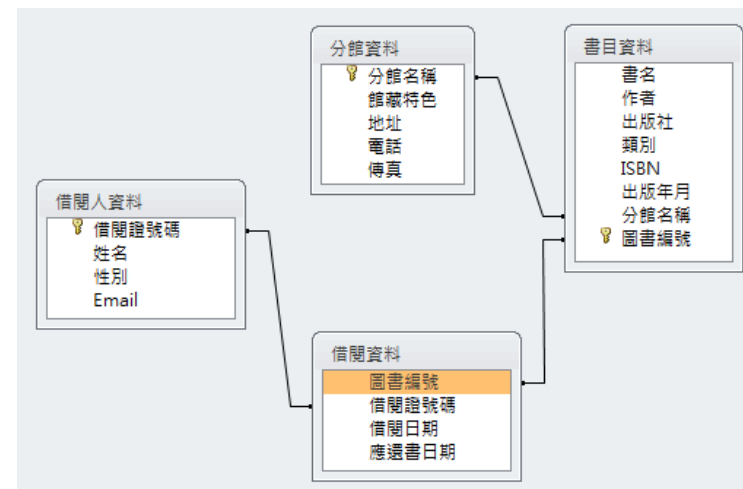 分館資料
分館名稱
館藏特色
地址
電話
傳真
書目資料
書名
作者
出版社
類別
ISBN
出版年月
分館名稱
圖書編號
借閱人資料
借閱證號碼
姓名
性別
Email
借閱資料
圖書編號
借閱證號碼
借閱日期
應還書日期